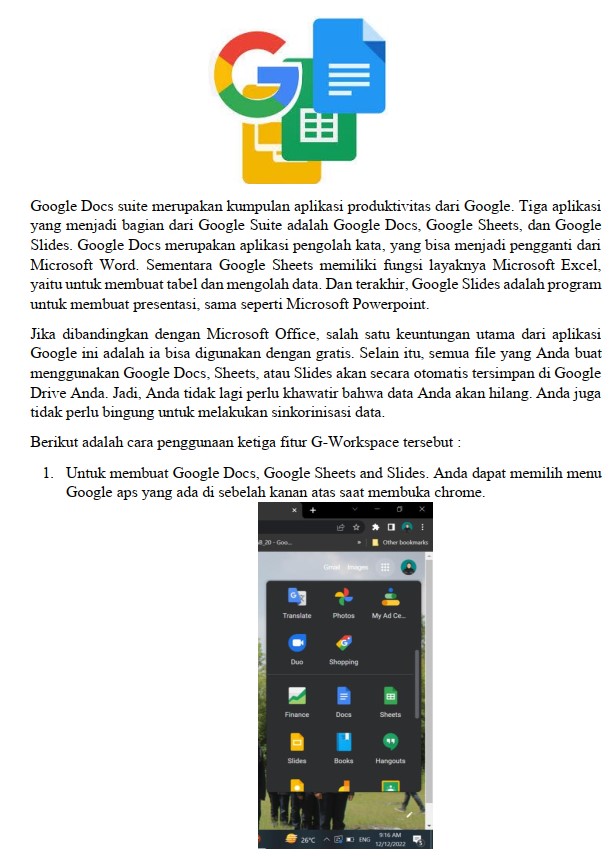 Google Docs suite merupakan kumpulan aplikasi produktivitas dari Google. Tiga aplikasi
yang menjadi bagian dari Google Suite adalah Google Docs, Google Sheets, dan Google
Slides. Google Docs merupakan aplikasi pengolah kata, yang bisa menjadi pengganti dari
Microsoft Word. Sementara Google Sheets memiliki fungsi layaknya Microsoft Excel,
yaitu untuk membuat tabel dan mengolah data. Dan terakhir, Google Slides adalah program
untuk membuat presentasi, sama seperti Microsoft Powerpoint.
Jika dibandingkan dengan Microsoft Office, salah satu keuntungan utama dari aplikasi
Google ini adalah ia bisa digunakan dengan gratis. Selain itu, semua file yang Anda buat
menggunakan Google Docs, Sheets, atau Slides akan secara otomatis tersimpan di Google
Drive Anda. Jadi, Anda tidak lagi perlu khawatir bahwa data Anda akan hilang. Anda juga
tidak perlu bingung untuk melakukan sinkorinisasi data.
Berikut adalah cara penggunaan ketiga fitur G-Workspace tersebut :
1. Untuk membuat Google Docs, Google Sheets and Slides. Anda dapat memilih menu
Google aps yang ada di sebelah kanan atas saat membuka chrome.
Other bookmarks
Gmail Images
Translate Photos My Ad Ce...
Duo Shopping
Finance Docs Sheets
Slides Books Hangouts
26°C ENG 9:16 AM
12/12/2022